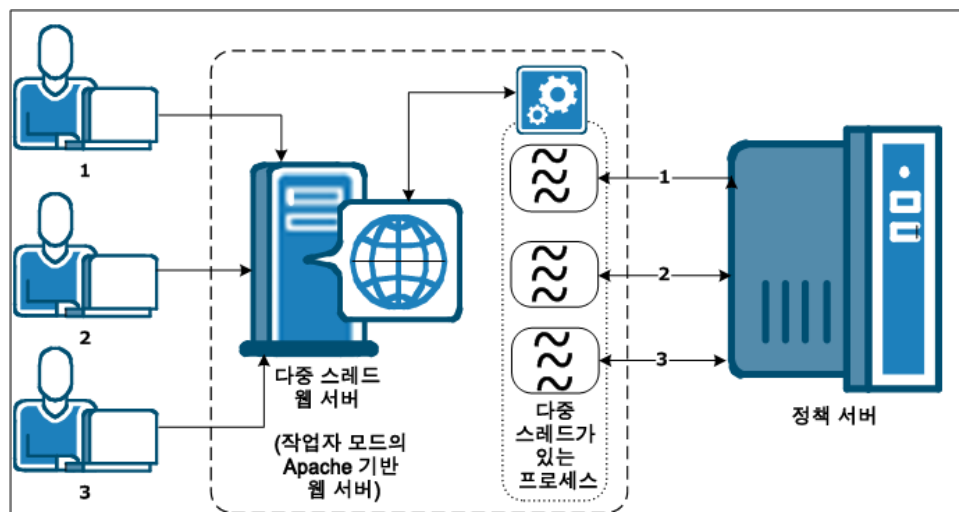 1
2
3
다중 스레드
웹 서버
(작업자 모드의
Apache 기반
웹 서버)
1
2
3
다중
스레드가
있는
프로세스
정책 서버